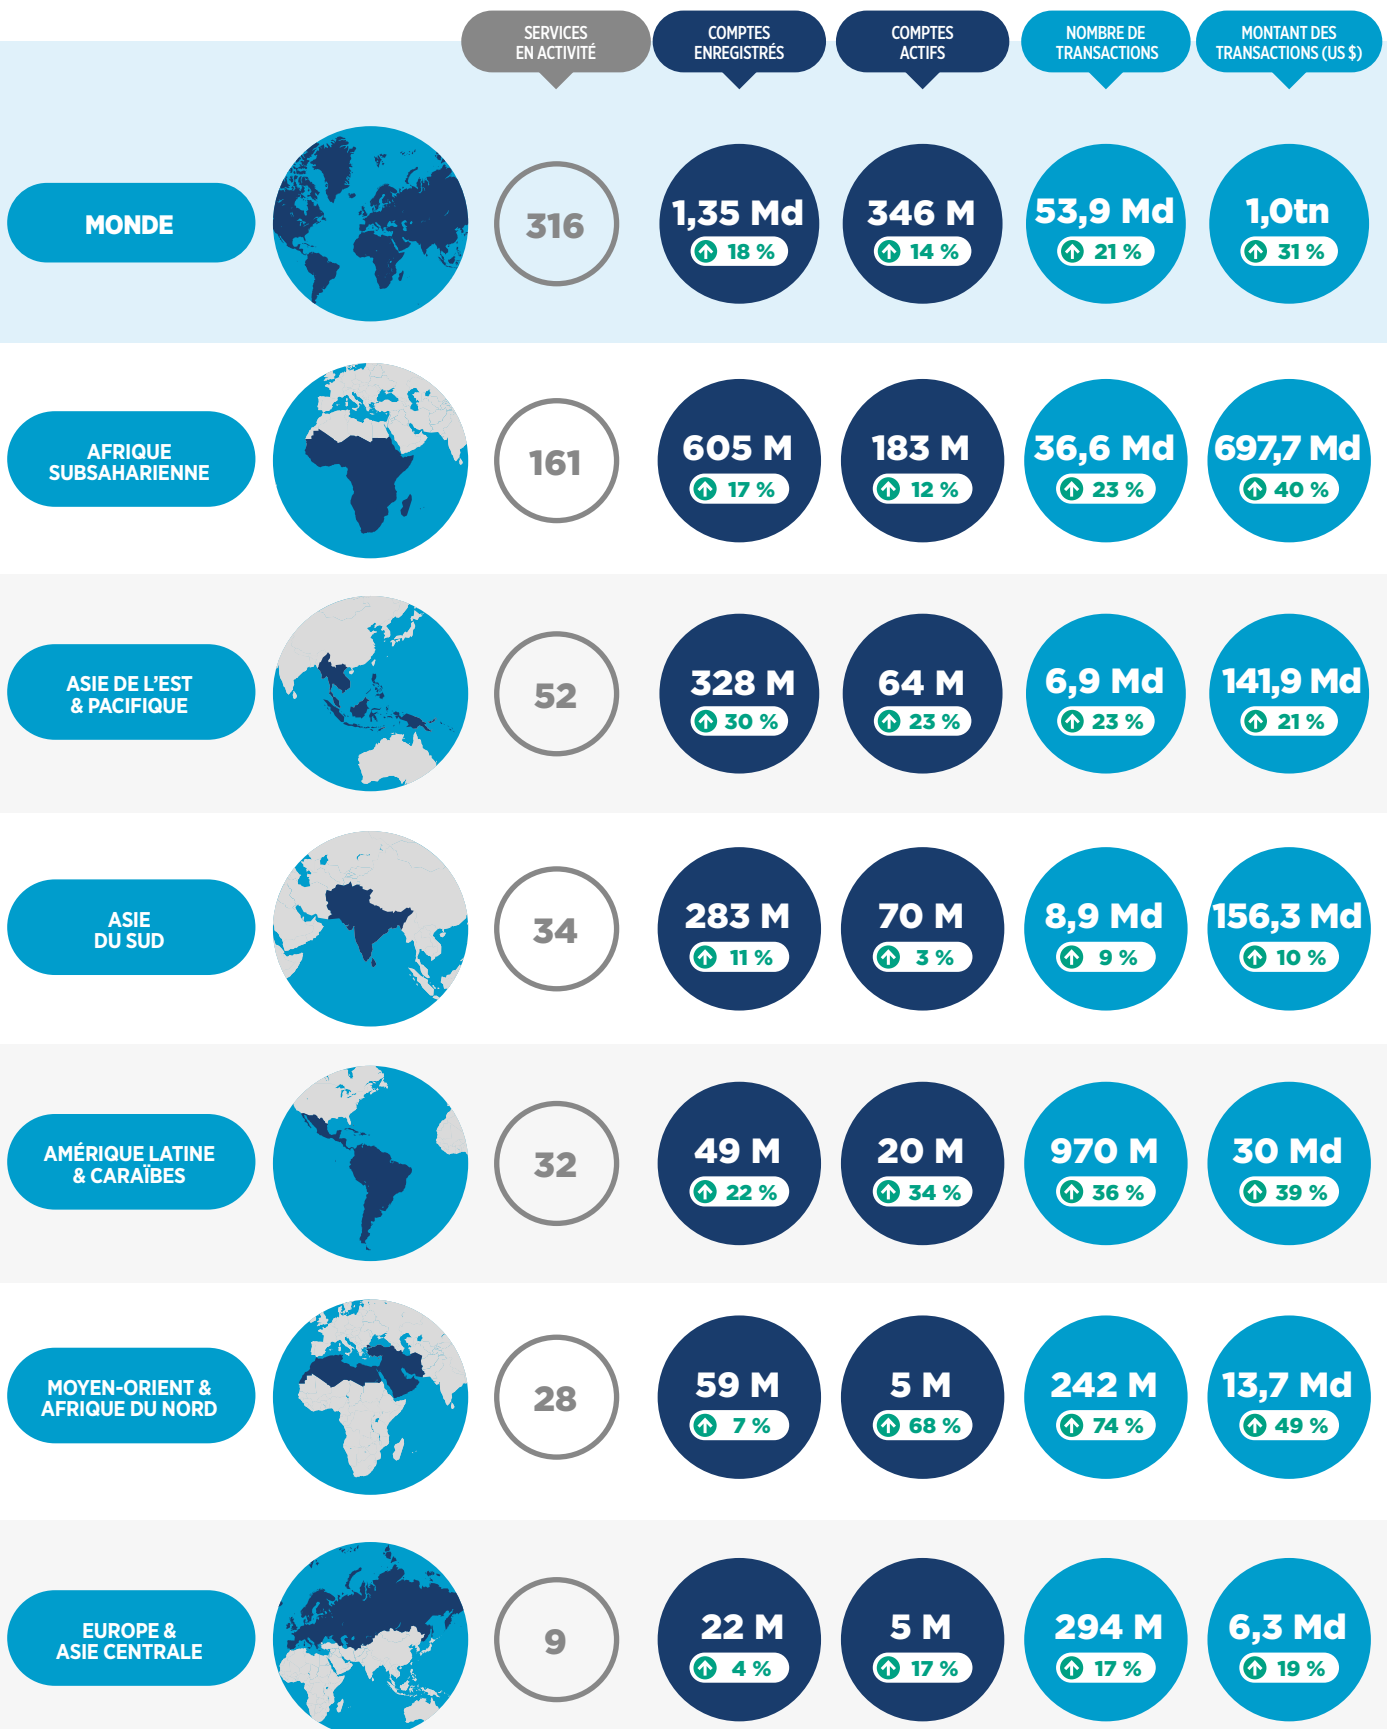 SERVICES
EN ACTIVITÉ
COMPTES
ENREGISTRÉS
COMPTES
ACTIFS
NOMBRE DE
TRANSACTIONS
MONTANT DES
TRANSACTIONS (US $)
MONDE
316
1,35 Md
18 %
346 M
14 %
53,9 Md
21 %
1,0tn
31 %
AFRIQUE
SUBSAHARIENNE
161
605 M
17 %
183 M
12 %
36,6 Md
23 %
697,7 Md
40 %
ASIE DE L’EST
& PACIFIQUE
52
328 M
30 %
64 M
23 %
6,9 Md
23 %
141,9 Md
21 %
ASIE
DU SUD
34
283 M
11 %
70 M
3 %
8,9 Md
9 %
156,3 Md
10 %
AMÉRIQUE LATINE
& CARAÏBES
32
49 M
22 %
20 M
34 %
970 M
36 %
30 Md
39 %
MOYEN-ORIENT &
AFRIQUE DU NORD
28
59 M
7 %
5 M
68 %
242 M
74 %
13,7 Md
49 %
EUROPE &
ASIE CENTRALE
9
22 M
4 %
5 M
17 %
294 M
17 %
6,3 Md
19 %